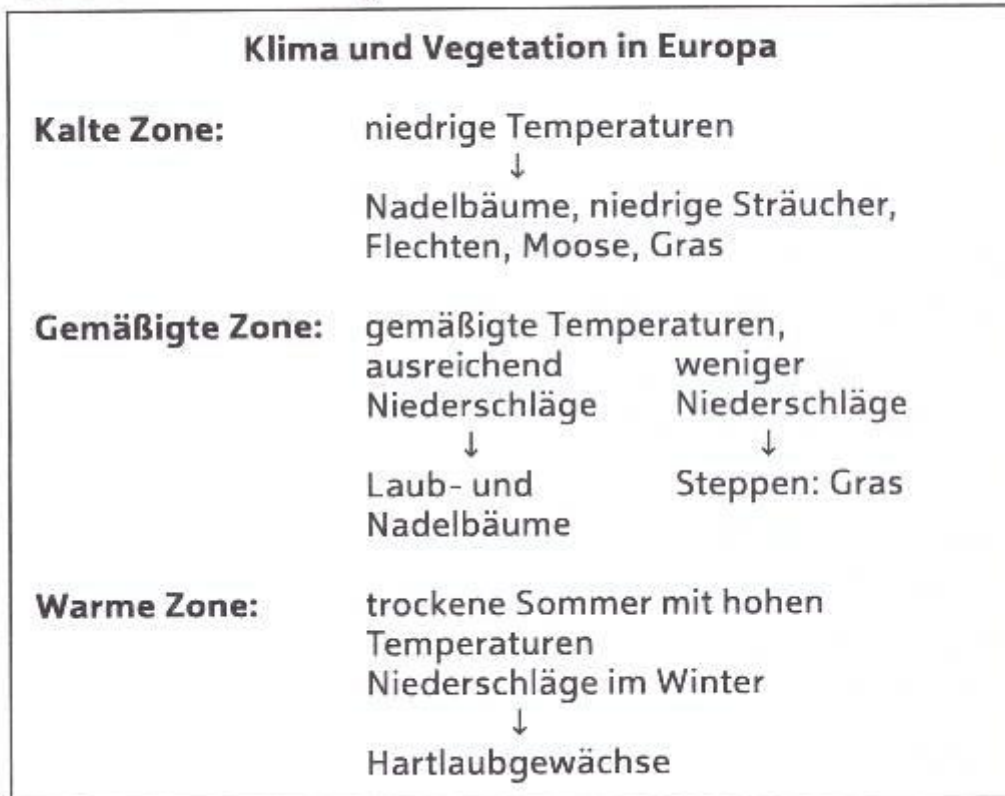 Klima und Vegetation in Europa
Kalte Zone: niedrige Temperaturen
↓
Nadelbäume, niedrige Sträucher,
Flechten, Moose, Gras
Gemäßigte Zone: gemäßigte Temperaturen,
ausreichend weniger
Niederschläge Niederschläge
↓ ↓
Laub- und Steppen: Gras
Nadelbäume
Warme Zone: trockene Sommer mit hohen
Temperaturen
Niederschläge im Winter
↓
Hartlaubgewächse